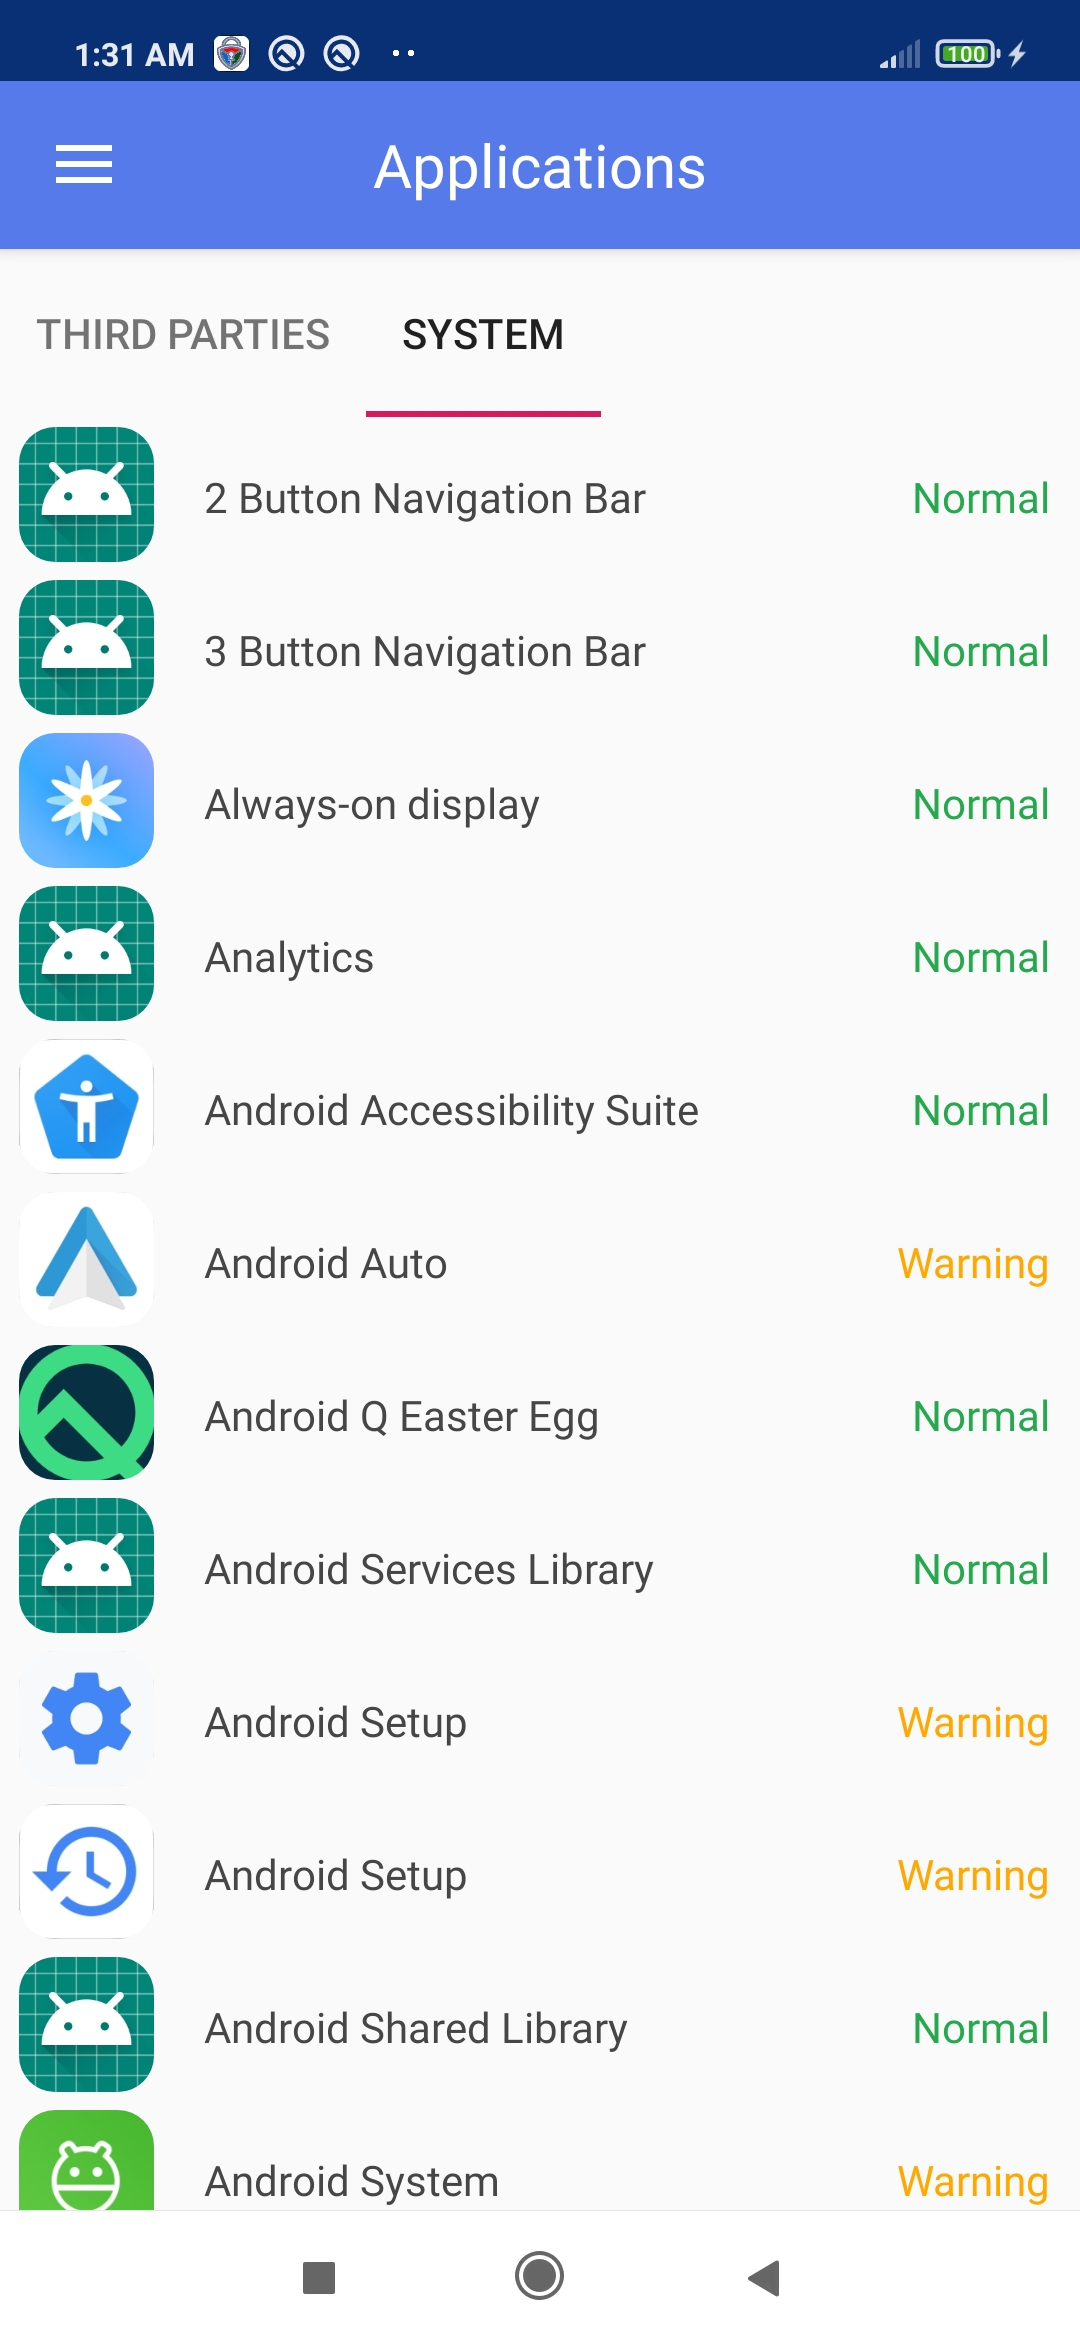 1:31 AM
100
Applications
THIRD PARTIES SYSTEM
2 Button Navigation Bar Normal
3 Button Navigation Bar Normal
Always-on display Normal
Analytics Normal
Android Accessibility Suite Normal
Android Auto Warning
Android Q Easter Egg Normal
Android Services Library Normal
Android Setup Warning
Android Setup Warning
Android Shared Library Normal
Android System Warning